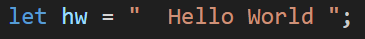 let hw = "  Hello World ";